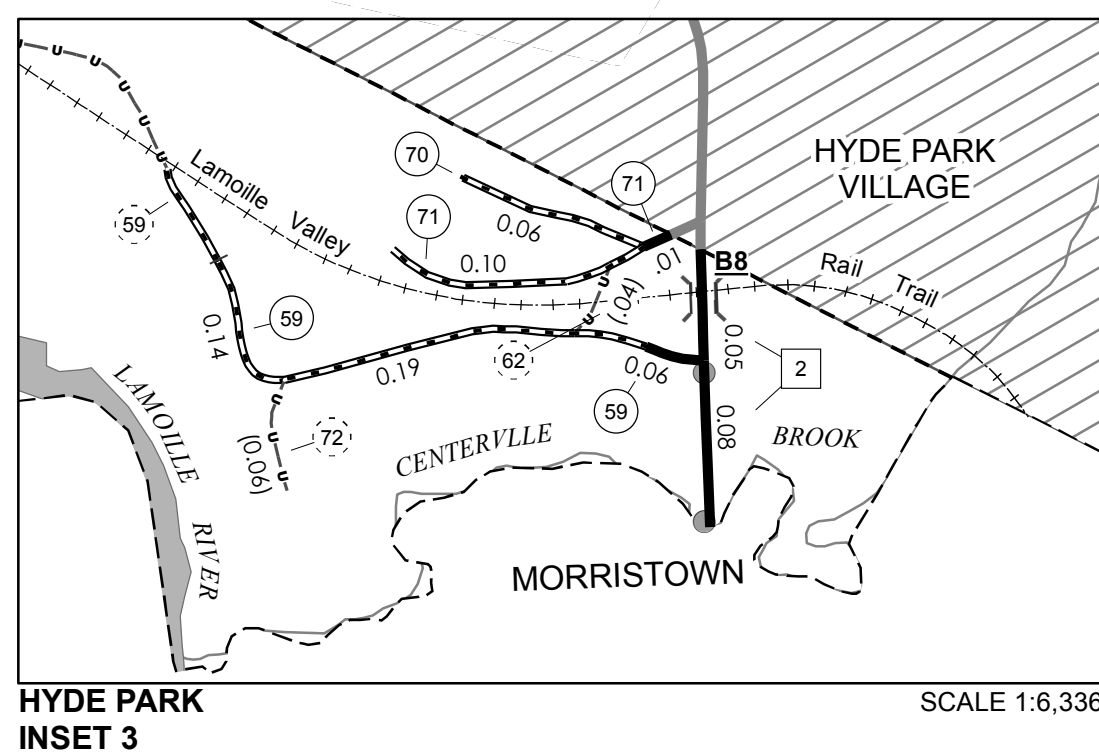 HYDE PARK
VILLAGE
70
71
Lamoille Valley Rail Trail
59
71
0.06
0.10
.01
B8
(.04)
59
0.14
0.19
62
0.06
0.05
2
59
0.08
LAMOILLE RIVER
72
(0.06)
CENTERVLLE BROOK
MORRISTOWN
U U U U U U
U U
U U U
HYDE PARK
INSET 3
SCALE 1:6,336